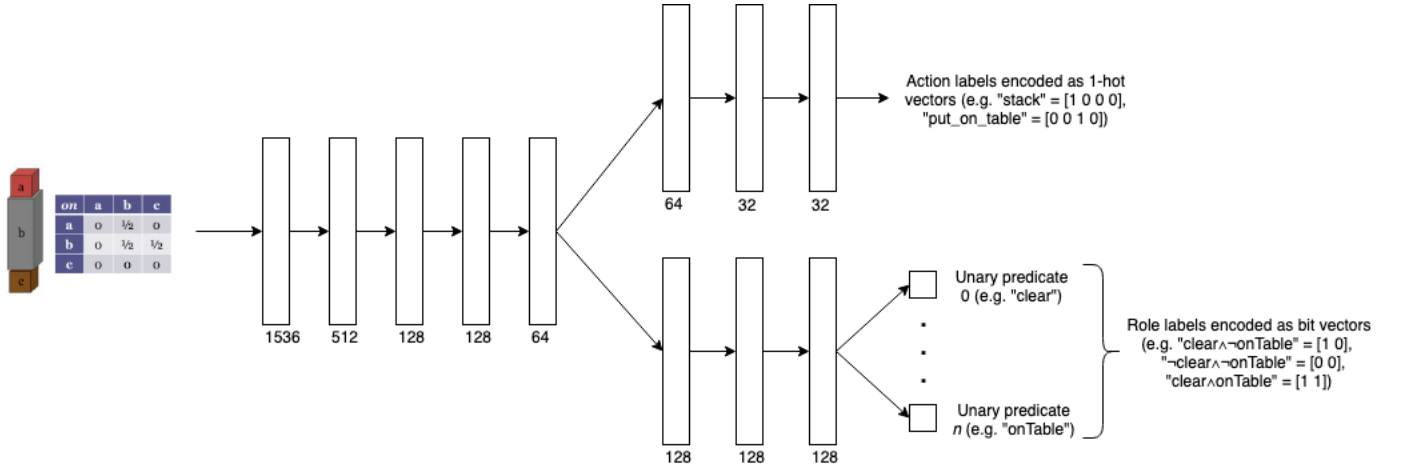 a
b
c
on a b c
a 0 ½ 0
b 0 ½ ½
c 0 0 0
1536
512
128
128
64
64
32
32
Action labels encoded as 1-hot
vectors (e.g. "stack" = [1 0 0 0],
"put_on_table" = [0 0 1 0])
128
128
128
Unary predicate
0 (e.g. "clear")
Unary predicate
n (e.g. "onTable")
Role labels encoded as bit vectors
(e.g. "clear∧¬onTable" = [1 0],
"¬clear∧¬onTable" = [0 0],
"clear∧onTable" = [1 1])